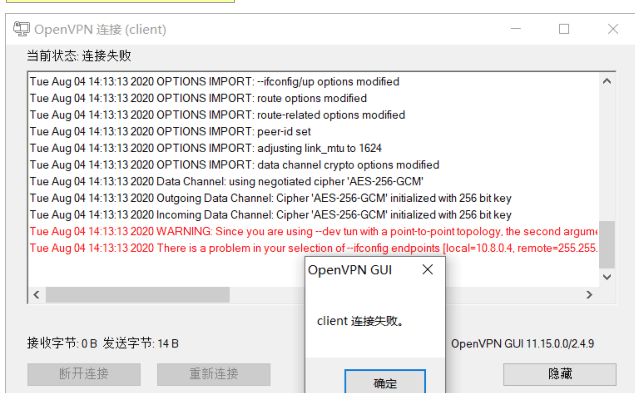 OpenVPN 连接 (client)
当前状态: 连接失败
Tue Aug 04 14:13:13 2020 OPTIONS IMPORT: --ifconfig/up options modified
Tue Aug 04 14:13:13 2020 OPTIONS IMPORT: route options modified
Tue Aug 04 14:13:13 2020 OPTIONS IMPORT: route-related options modified
Tue Aug 04 14:13:13 2020 OPTIONS IMPORT: peer-id set
Tue Aug 04 14:13:13 2020 OPTIONS IMPORT: adjusting link_mtu to 1624
Tue Aug 04 14:13:13 2020 OPTIONS IMPORT: data channel crypto options modified
Tue Aug 04 14:13:13 2020 Data Channel: using negotiated cipher 'AES-256-GCM'
Tue Aug 04 14:13:13 2020 Outgoing Data Channel: Cipher 'AES-256-GCM' initialized with 256 bit key
Tue Aug 04 14:13:13 2020 Incoming Data Channel: Cipher 'AES-256-GCM' initialized with 256 bit key
Tue Aug 04 14:13:13 2020 WARNING: Since you are using --dev tun with a point-to-point topology, the second argume
Tue Aug 04 14:13:13 2020 There is a problem in your selection of --ifconfig endpoints [local=10.8.0.4, remote=255.255.
OpenVPN GUI
client 连接失败。
确定
接收字节: 0 B 发送字节: 14 B
OpenVPN GUI 11.15.0.0/2.4.9
断开连接
重新连接
隐藏